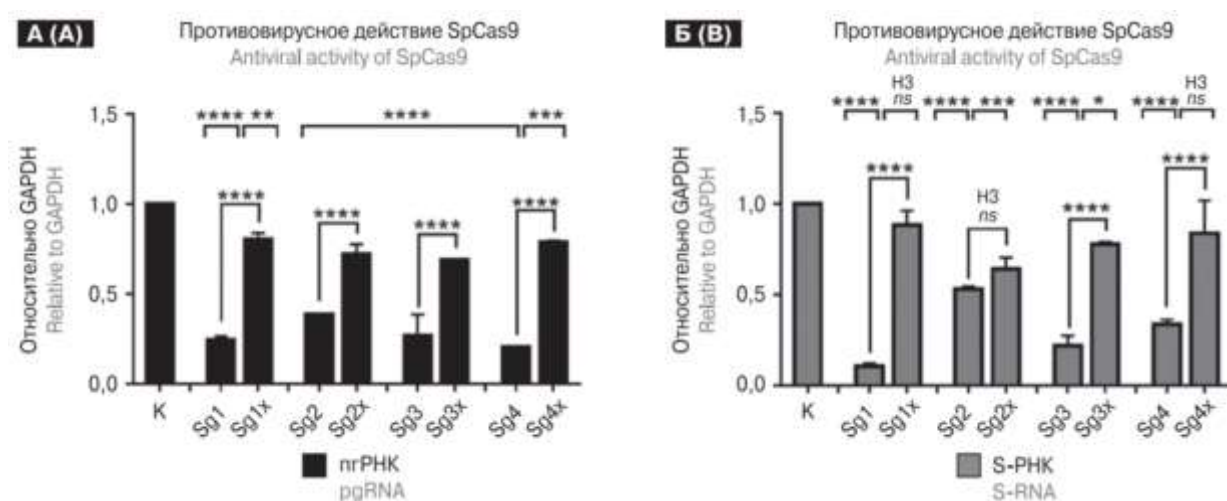 А (A)
Противовирусное действие SpCas9
Antiviral activity of SpCas9
Относительно GAPDH
Relative to GAPDH
1,5
1,0
0,5
0,0
**** ** **** ***
**** **** **** ****
K Sg1 Sg1x Sg2 Sg2x Sg3 Sg3x Sg4 Sg4x
пгРНК
pgRNA
Б (B)
Противовирусное действие SpCas9
Antiviral activity of SpCas9
Относительно GAPDH
Relative to GAPDH
1,5
1,0
0,5
0,0
НЗ НЗ
**** ns **** *** **** * **** ns
**** НЗ **** ****
ns
K Sg1 Sg1x Sg2 Sg2x Sg3 Sg3x Sg4 Sg4x
S-РНК
S-RNA